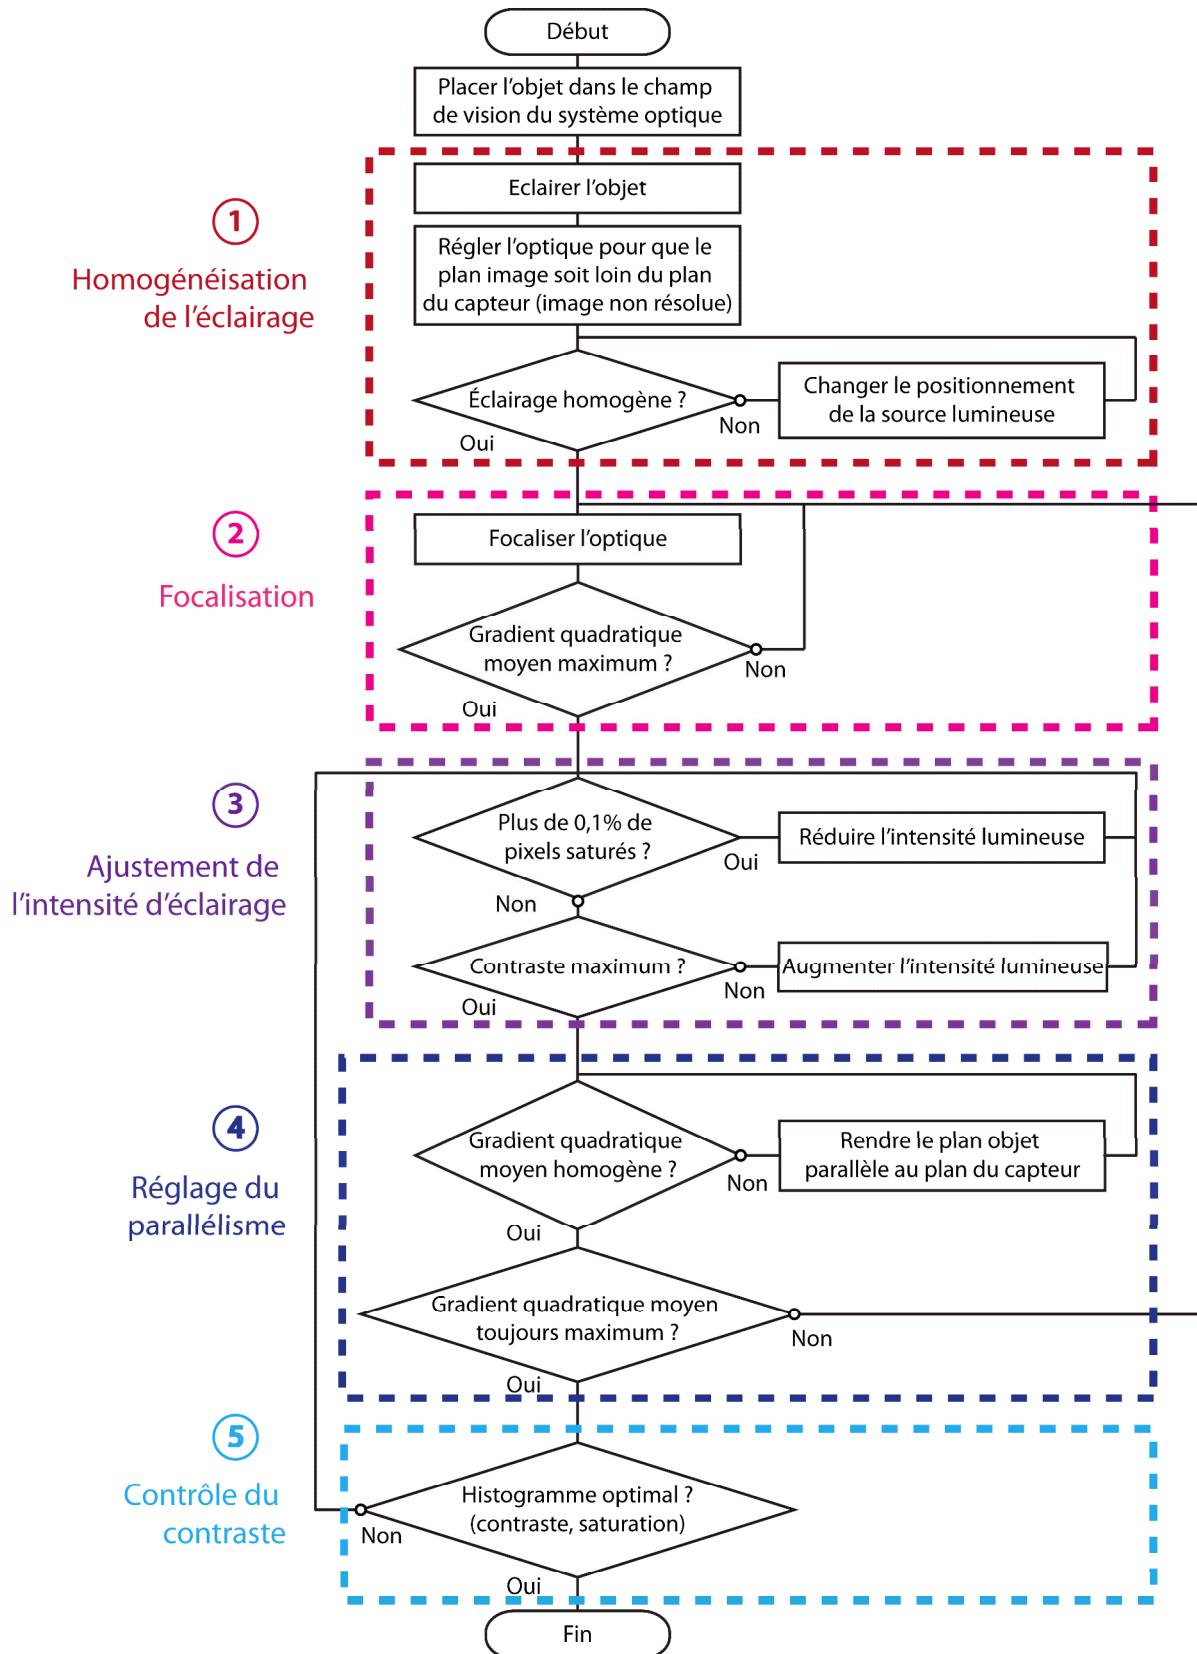 Début
Placer l'objet dans le champ
de vision du système optique
1
Homogénéisation
de l'éclairage
Eclairer l'objet
Régler l'optique pour que le
plan image soit loin du plan
du capteur (image non résolue)
Éclairage homogène ?
Non
Oui
Changer le positionnement
de la source lumineuse
2
Focalisation
Focaliser l'optique
Gradient quadratique
moyen maximum ?
Non
Oui
3
Ajustement de
l'intensité d'éclairage
Plus de 0,1% de
pixels saturés ?
Oui
Réduire l'intensité lumineuse
Non
Contraste maximum ?
Non
Augmenter l'intensité lumineuse
Oui
4
Réglage du
parallélisme
Gradient quadratique
moyen homogène ?
Non
Rendre le plan objet
parallèle au plan du capteur
Oui
Gradient quadratique moyen
toujours maximum ?
Non
Oui
5
Contrôle du
contraste
Histogramme optimal ?
(contraste, saturation)
Non
Oui
Fin